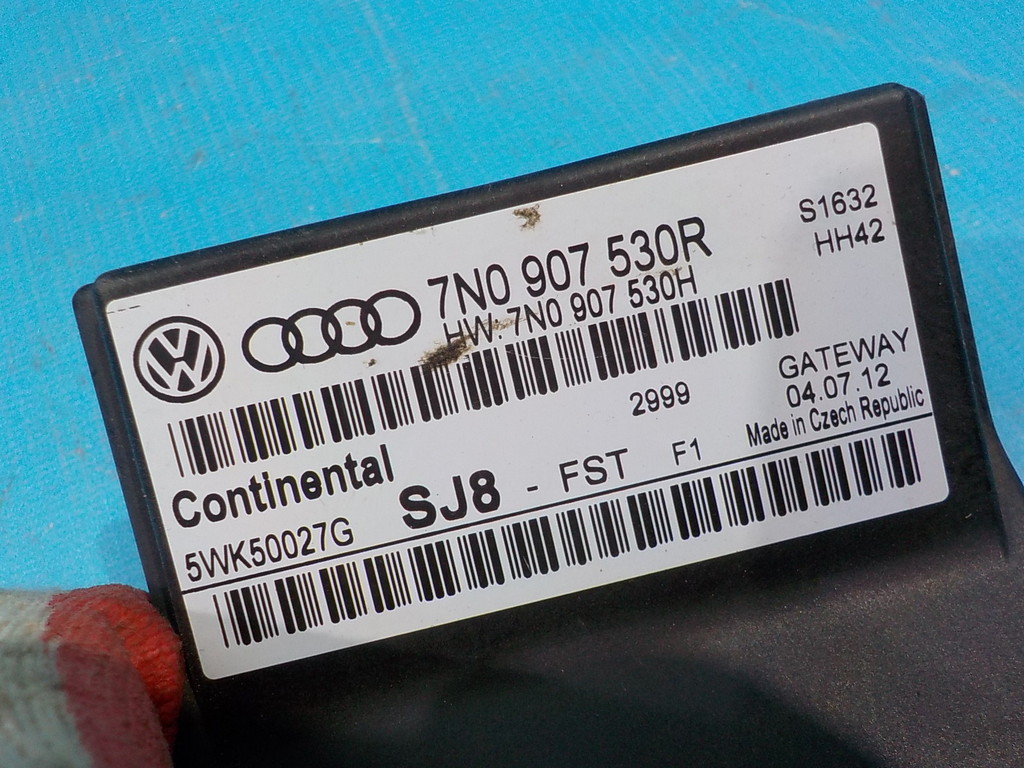 S1632
HH42
7N0 907 530R
HW: 7N0 907 530H
GATEWAY
2999
04.07.12
Made in Czech Republic
Continental
SJ8 - FST F1
5WK50027G